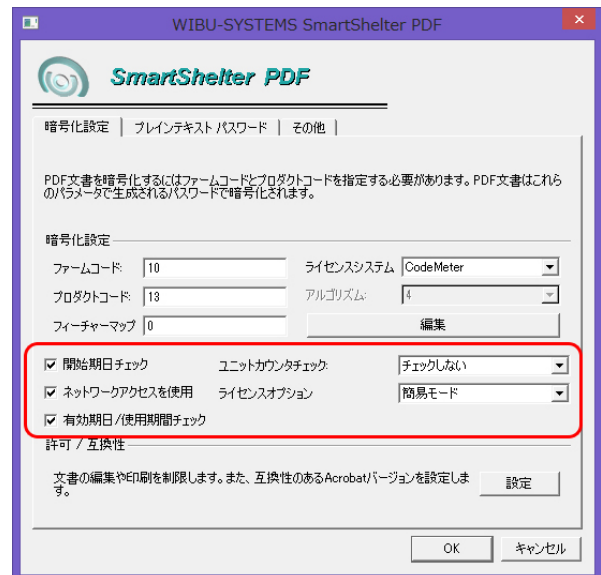 WIBU-SYSTEMS SmartShelter PDF
SmartShelter PDF
暗号化設定 プレインテキスト パスワード その他
PDF文書を暗号化するにはファームコードとプロダクトコードを指定する必要があります。PDF文書はこれら
のパラメータで生成されるパスワードで暗号化されます。
暗号化設定
ファームコード: 10 ライセンスシステム CodeMeter
プロダクトコード: 13 アルゴリズム: 4
フィーチャーマップ 0 編集
開始期日チェック ユニットカウンタチェック: チェックしない
ネットワークアクセスを使用 ライセンスオプション 簡易モード
有効期日/使用期間チェック
許可 / 互換性
文書の編集や印刷を制限します。また、互換性のあるAcrobatバージョンを設定しま
す。 設定
OK キャンセル